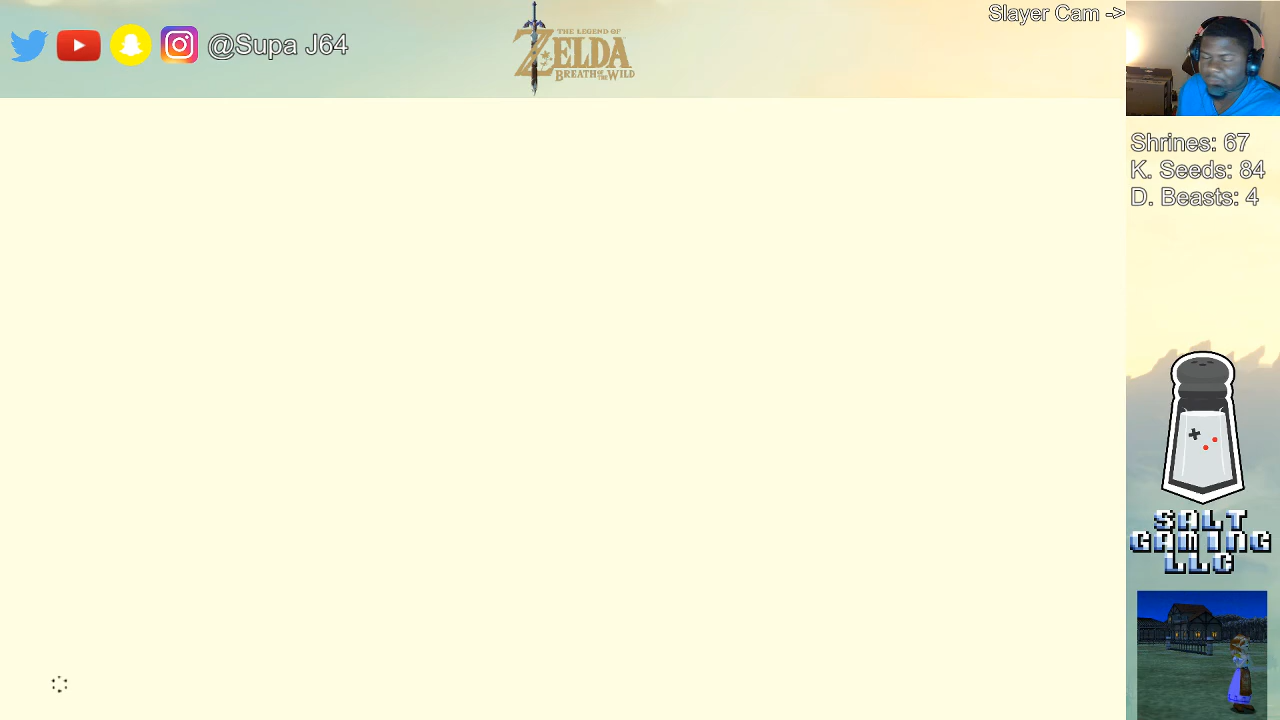 @Supa J64
THE LEGEND OF
ZELDA
BREATH OF THE WILD
Slayer Cam ->
Shrines: 67
K. Seeds: 84
D. Beasts: 4
SALT
GAMING
LLC